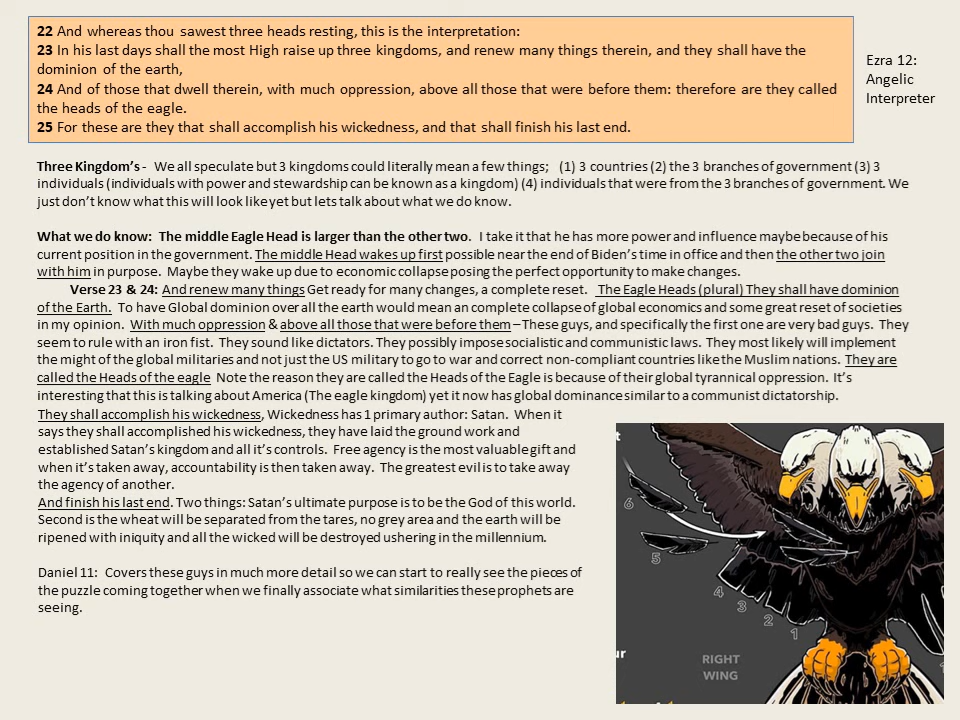 22 And whereas thou sawest three heads resting, this is the interpretation:
23 In his last days shall the most High raise up three kingdoms, and renew many things therein, and they shall have the
dominion of the earth,
24 And of those that dwell therein, with much oppression, above all those that were before them: therefore are they called
the heads of the eagle.
25 For these are they that shall accomplish his wickedness, and that shall finish his last end.
Ezra 12:
Angelic
Interpreter
Three Kingdom's - We all speculate but 3 kingdoms could literally mean a few things; (1) 3 countries (2) the 3 branches of government (3) 3
individuals (individuals with power and stewardship can be known as a kingdom) (4) individuals that were from the 3 branches of government. We
just don't know what this will look like yet but lets talk about what we do know.
What we do know: The middle Eagle Head is larger than the other two. I take it that he has more power and influence maybe because of his
current position in the government. The middle Head wakes up first possible near the end of Biden's time in office and then the other two join
with him in purpose. Maybe they wake up due to economic collapse posing the perfect opportunity to make changes.
Verse 23 & 24: And renew many things Get ready for many changes, a complete reset. The Eagle Heads (plural) They shall have dominion
of the Earth. To have Global dominion over all the earth would mean an complete collapse of global economics and some great reset of societies
in my opinion. With much oppression & above all those that were before them – These guys, and specifically the first one are very bad guys. They
seem to rule with an iron fist. They sound like dictators. They possibly impose socialistic and communistic laws. They most likely will implement
the might of the global militaries and not just the US military to go to war and correct non-compliant countries like the Muslim nations. They are
called the Heads of the eagle Note the reason they are called the Heads of the Eagle is because of their global tyrannical oppression. It's
interesting that this is talking about America (The eagle kingdom) yet it now has global dominance similar to a communist dictatorship.
They shall accomplish his wickedness, Wickedness has 1 primary author: Satan. When it
says they shall accomplished his wickedness, they have laid the ground work and
established Satan's kingdom and all it's controls. Free agency is the most valuable gift and
when it's taken away, accountability is then taken away. The greatest evil is to take away
the agency of another.
And finish his last end. Two things: Satan's ultimate purpose is to be the God of this world.
Second is the wheat will be separated from the tares, no grey area and the earth will be
ripened with iniquity and all the wicked will be destroyed ushering in the millennium.
Daniel 11: Covers these guys in much more detail so we can start to really see the pieces of
the puzzle coming together when we finally associate what similarities these prophets are
seeing.
t
6
5
4
3
2
1
ur
RIGHT
WING
1